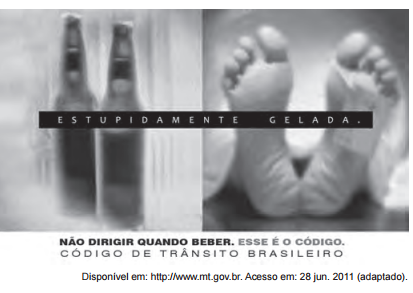 ESTUPIDAMENTE GELADA.
NÃO DIRIGIR QUANDO BEBER. ESSE É O CÓDIGO.
CÓDIGO DE TRÂNSITO BRASILEIRO
Disponível em: http://www.mt.gov.br. Acesso em: 28 jun. 2011 (adaptado).